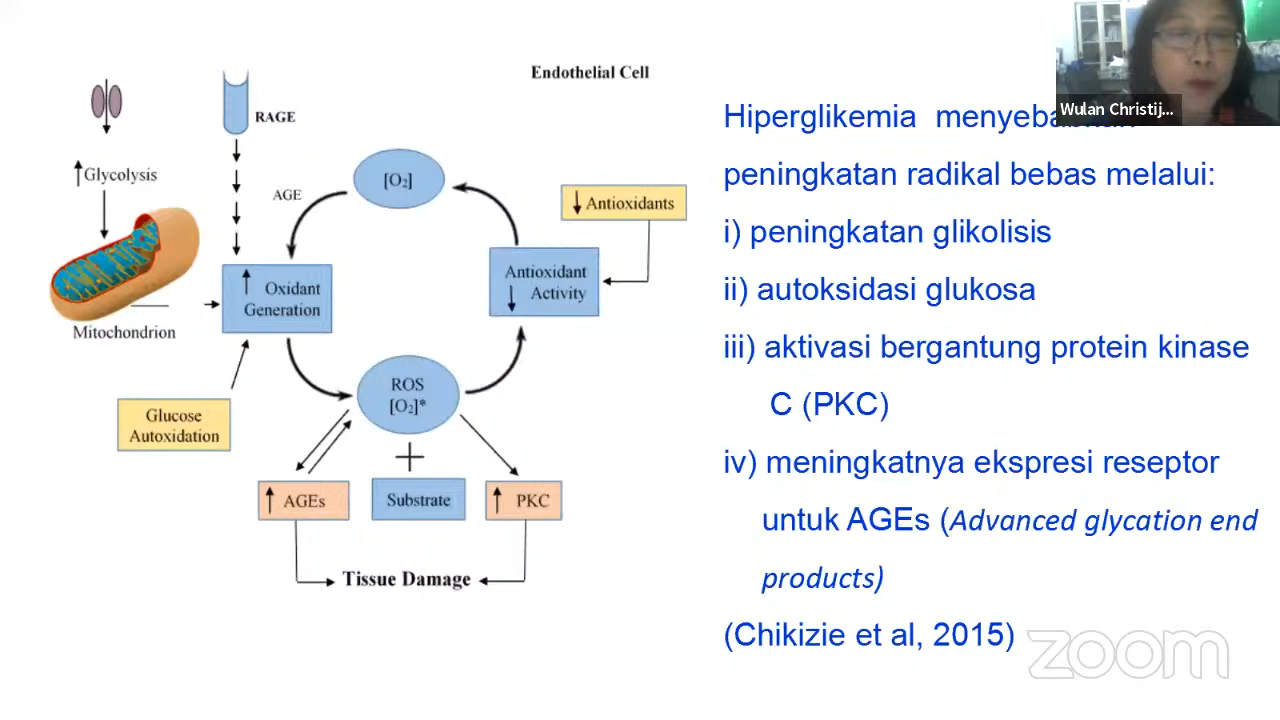 Endothelial Cell
RAGE
Glycolysis
AGE
[O₂]
Antioxidants
Oxidant
Generation
Antioxidant
Activity
Mitochondrion
ROS
[O₂]*
Glucose
Autoxidation
AGEs
Substrate
PKC
Tissue Damage
Wulan Christij...
Hiperglikemia
peningkatan radikal bebas melalui:
i) peningkatan glikolisis
ii) autoksidasi glukosa
iii) aktivasi bergantung protein kinase
C (PKC)
iv) meningkatnya ekspresi reseptor
untuk AGEs (Advanced glycation end
products)
(Chikizie et al, 2015)
zoom